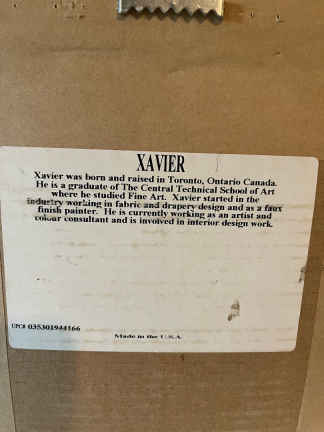 XAVIER
Xavier was born and raised in Toronto, Ontario Canada.
He is a graduate of The Central Technical School of Art
where he studied Fine Art. Xavier started in the
industry working in fabric and drapery design and as a faux
finish painter. He is currently working as an artist and
colour consultant and is involved in interior design work.
UPC# 035301944166
Made in the U.S.A.